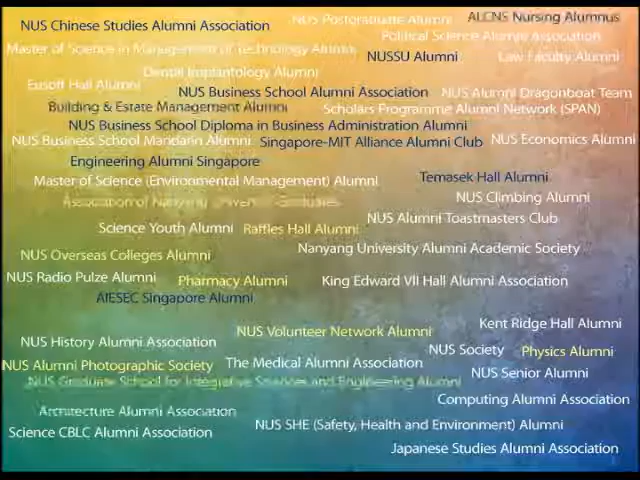 NUS Postgraduate Alumni
ALCNS Nursing Alumnus
NUS Chinese Studies Alumni Association
Political Science Alumni Association
Master of Science in Management of Technology Alumni
NUSSU Alumni
Law Faculty Alumni
Dental Implantology Alumni
Eusoff Hall Alumni
NUS Business School Alumni Association
NUS Alumni Dragonboat Team
Building & Estate Management Alumni
Scholars Programme Alumni Network (SPAN)
NUS Business School Diploma in Business Administration Alumni
NUS Business School Mandarin Alumni
Singapore-MIT Alliance Alumni Club
NUS Economics Alumni
Engineering Alumni Singapore
Master of Science (Environmental Management) Alumni
Temasek Hall Alumni
NUS Climbing Alumni
Association of Nanyang University Graduates
NUS Alumni Toastmasters Club
Science Youth Alumni
Raffles Hall Alumni
Nanyang University Alumni Academic Society
NUS Overseas Colleges Alumni
NUS Radio Pulze Alumni
Pharmacy Alumni
King Edward VII Hall Alumni Association
AIESEC Singapore Alumni
Kent Ridge Hall Alumni
NUS Volunteer Network Alumni
NUS History Alumni Association
NUS Society
Physics Alumni
NUS Alumni Photographic Society
The Medical Alumni Association
NUS Senior Alumni
NUS Graduate School for Integrative Sciences and Engineering Alumni
Computing Alumni Association
Architecture Alumni Association
NUS SHE (Safety, Health and Environment) Alumni
Science CBLC Alumni Association
Japanese Studies Alumni Association